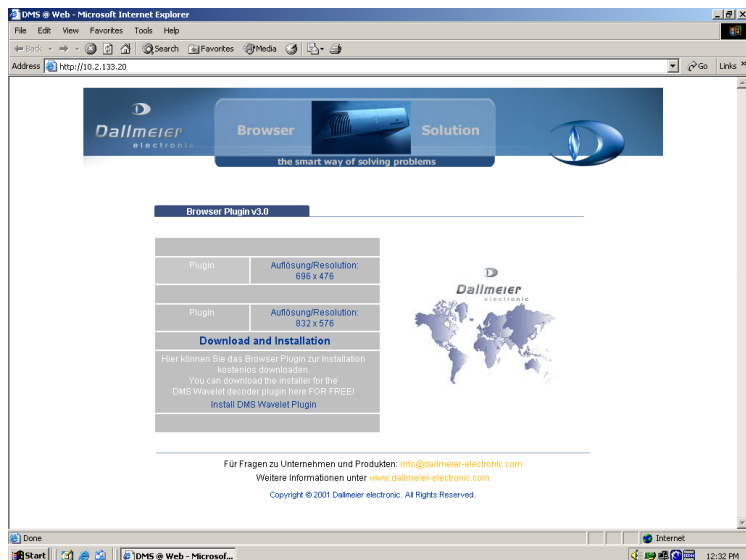 DMS @ Web - Microsoft Internet Explorer
File Edit View Favorites Tools Help
Back Search Favorites Media
Address http://10.2.133.20 Go Links
Dallmeier
electronic
Browser Solution
the smart way of solving problems
Browser Plugin v3.0
Plugin Auflösung/Resolution:
696 x 476
Plugin Auflösung/Resolution:
832 x 576
Download and Installation
Hier können Sie das Browser Plugin zur Installation
kostenlos downloaden.
You can download the installer for the
DMS Wavelet decoder plugin here FOR FREE!
Install DMS Wavelet Plugin
Dallmeier
electronic
Für Fragen zu Unternehmen und Produkten: info@dallmeier-electronic.com
Weitere Informationen unter www.dallmeier-electronic.com
Copyright © 2001 Dallmeier electronic. All Rights Reserved.
Done Internet
Start DMS @ Web - Microsof... 12:32 PM